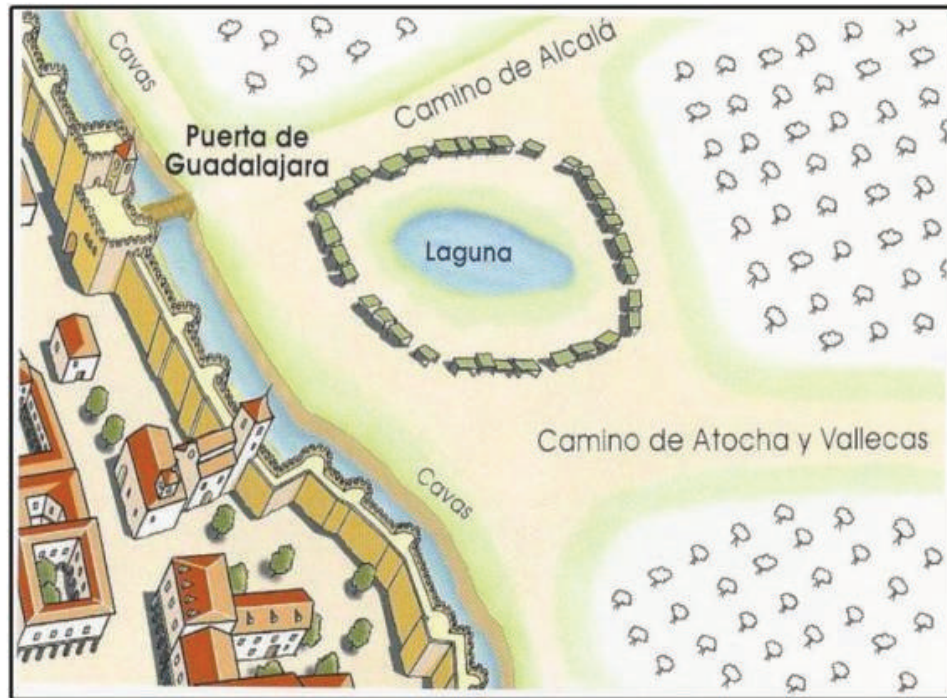 Cavas
Camino de Alcalá
Puerta de
Guadalajara
Laguna
Camino de Atocha y Vallecas
Cavas